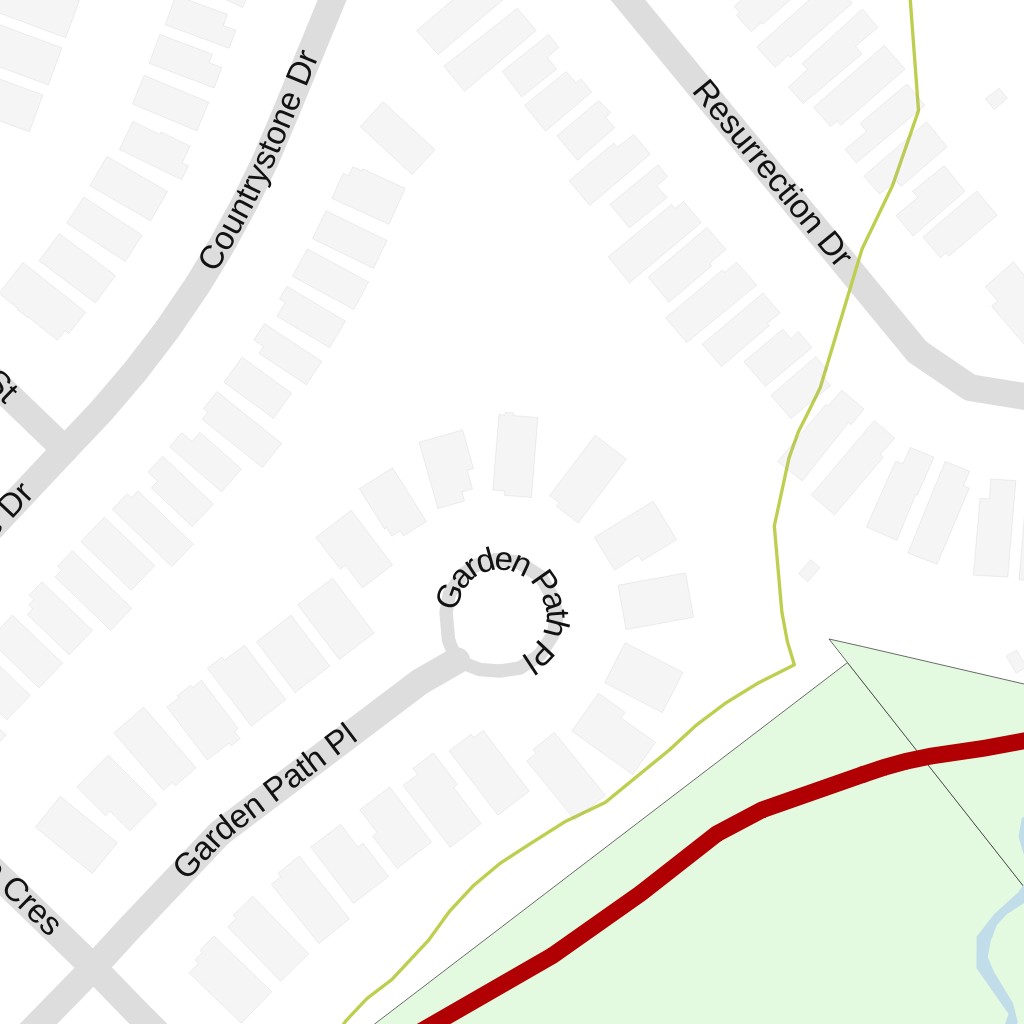 Countrystone Dr
Resurrection Dr
St
Dr
Garden Path Pl
Garden Path Pl
Cres